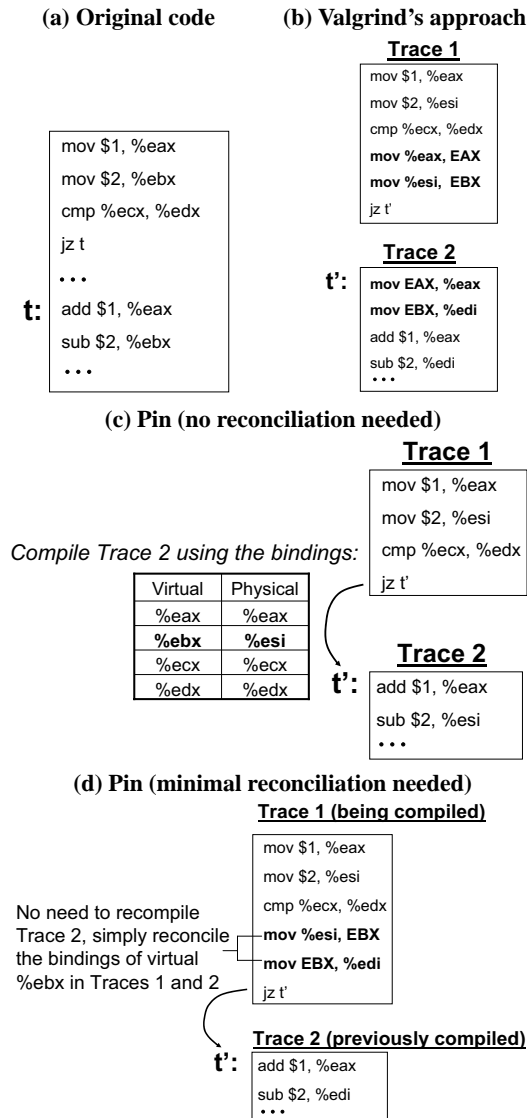 (a) Original code
mov $1, %eax
mov $2, %ebx
cmp %ecx, %edx
jz t
• • •
t: add $1, %eax
sub $2, %ebx
• • •
(b) Valgrind’s approach
Trace 1
mov $1, %eax
mov $2, %esi
cmp %ecx, %edx
mov %eax, EAX
mov %esi, EBX
jz t’
Trace 2
t’: mov EAX, %eax
mov EBX, %edi
add $1, %eax
sub $2, %edi
• • •
(c) Pin (no reconciliation needed)
Trace 1
mov $1, %eax
mov $2, %esi
cmp %ecx, %edx
jz t’
Compile Trace 2 using the bindings:
Virtual Physical
%eax %eax
%ebx %esi
%ecx %ecx
%edx %edx
Trace 2
t’: add $1, %eax
sub $2, %esi
• • •
(d) Pin (minimal reconciliation needed)
Trace 1 (being compiled)
mov $1, %eax
mov $2, %esi
cmp %ecx, %edx
mov %esi, EBX
mov EBX, %edi
jz t’
No need to recompile
Trace 2, simply reconcile
the bindings of virtual
%ebx in Traces 1 and 2
Trace 2 (previously compiled)
t’: add $1, %eax
sub $2, %edi
• • •